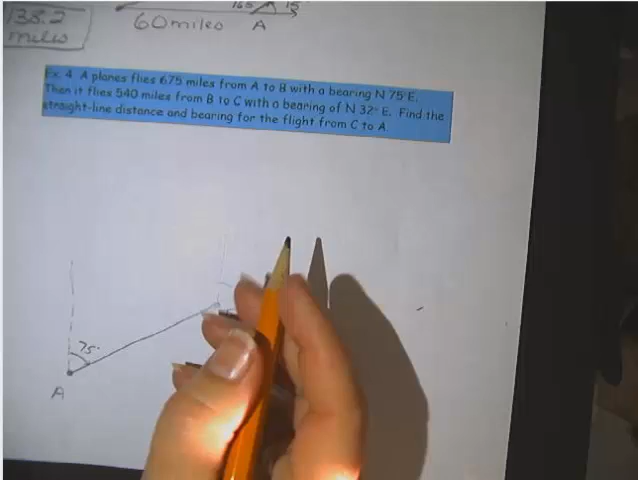 138.2
miles
165 15
60 miles A
Ex. 4 A planes flies 675 miles from A to B with a bearing N 75°E.
Then it flies 540 miles from B to C with a bearing of N 32° E. Find the
straight-line distance and bearing for the flight from C to A.
75°
A